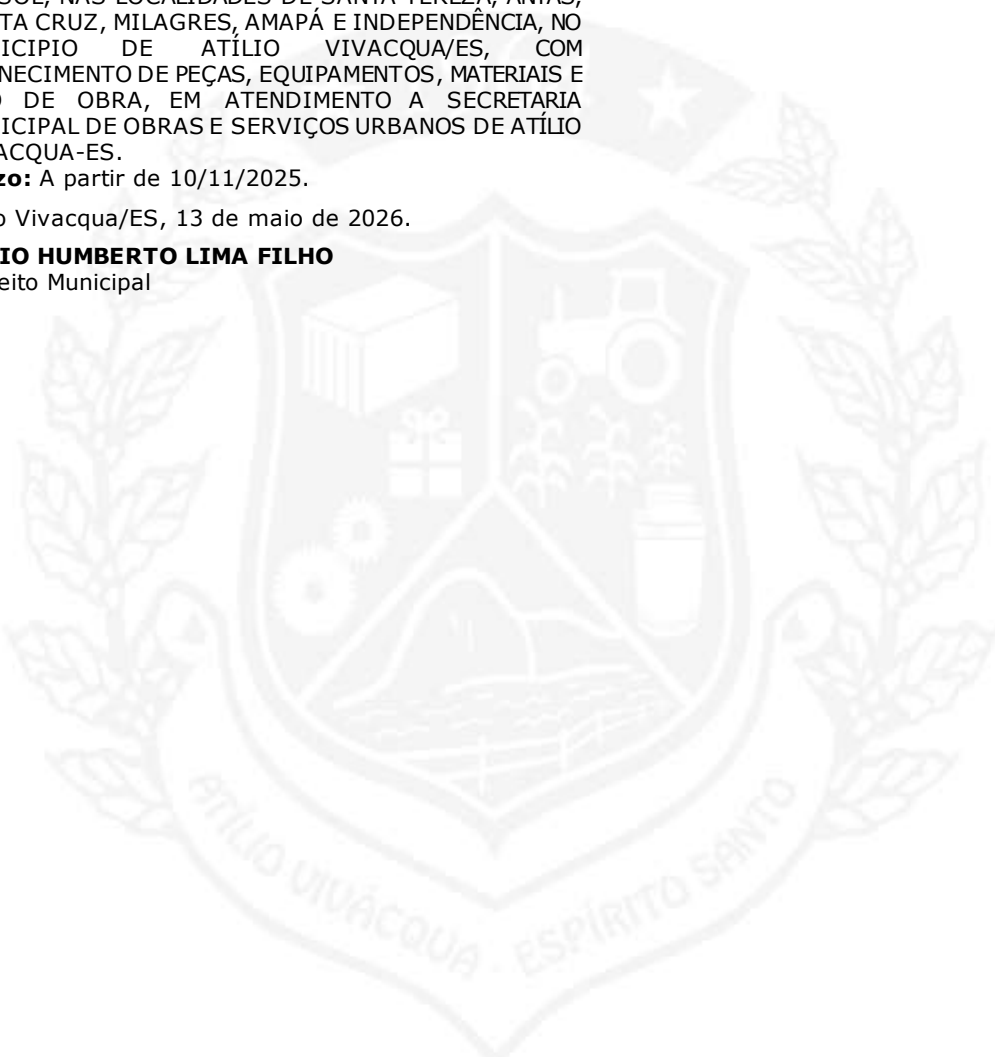 SOL, NAS LOCALIDADES DE SANTA TEREZA, ANTAS,
TA CRUZ, MILAGRES, AMAPÁ E INDEPENDÊNCIA, NO
ICIPIO DE ATÍLIO VIVACQUA/ES, COM
NECIMENTO DE PEÇAS, EQUIPAMENTOS, MATERIAIS E
O DE OBRA, EM ATENDIMENTO A SECRETARIA
ICIPAL DE OBRAS E SERVIÇOS URBANOS DE ATÍLIO
ACQUA-ES.
zo: A partir de 10/11/2025.
o Vivacqua/ES, 13 de maio de 2026.
IO HUMBERTO LIMA FILHO
eito Municipal
ATÍLIO VIVÁCQUA - ESPÍRITO SANTO